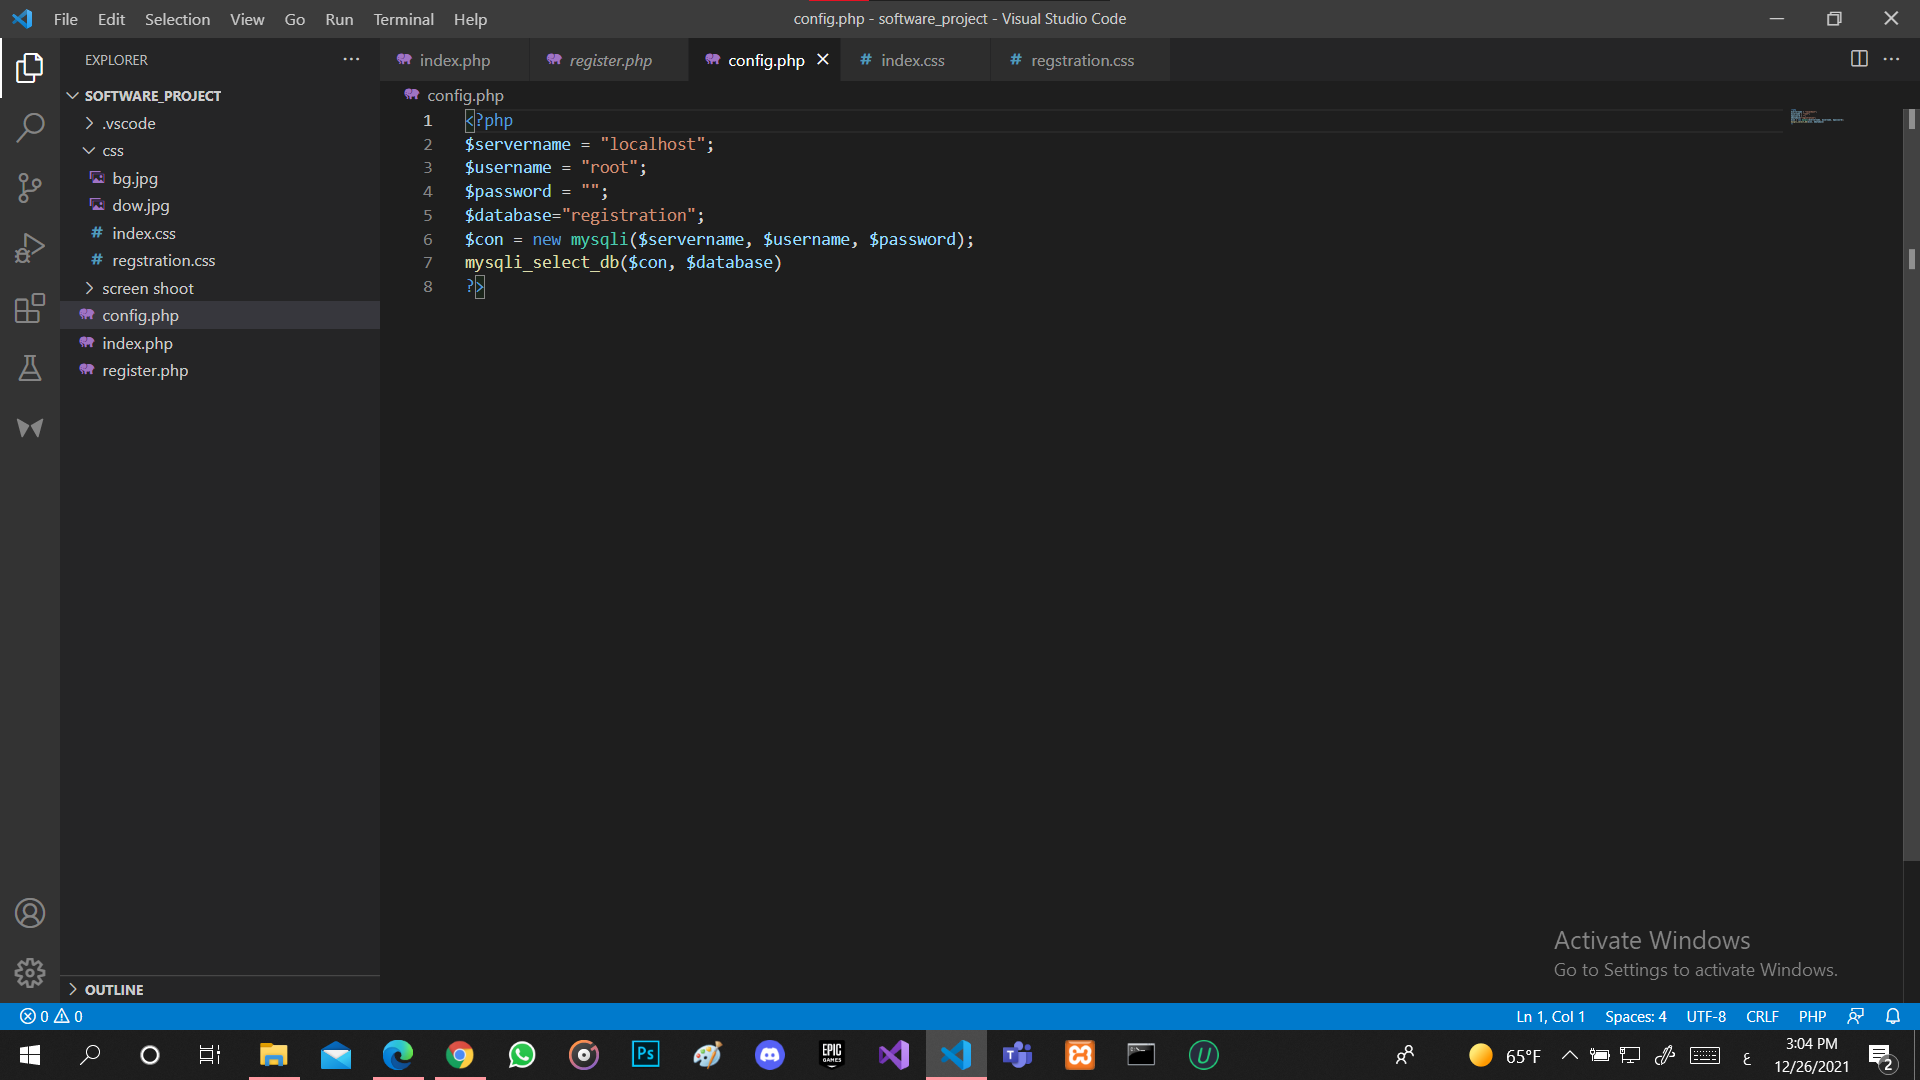 File Edit Selection View Go Run Terminal Help
config.php - software_project - Visual Studio Code
EXPLORER
index.php
register.php
config.php
index.css
regstration.css
SOFTWARE_PROJECT
.vscode
css
bg.jpg
dow.jpg
index.css
regstration.css
screen shoot
config.php
index.php
register.php
OUTLINE
config.php
1 <?php
2 $servername = "localhost";
3 $username = "root";
4 $password = "";
5 $database="registration";
6 $con = new mysqli($servername, $username, $password);
7 mysqli_select_db($con, $database)
8 ?>
Activate Windows
Go to Settings to activate Windows.
0 0
Ln 1, Col 1 Spaces: 4 UTF-8 CRLF PHP
Ps
EPIC GAMES
65°F
ع
3:04 PM
12/26/2021
2